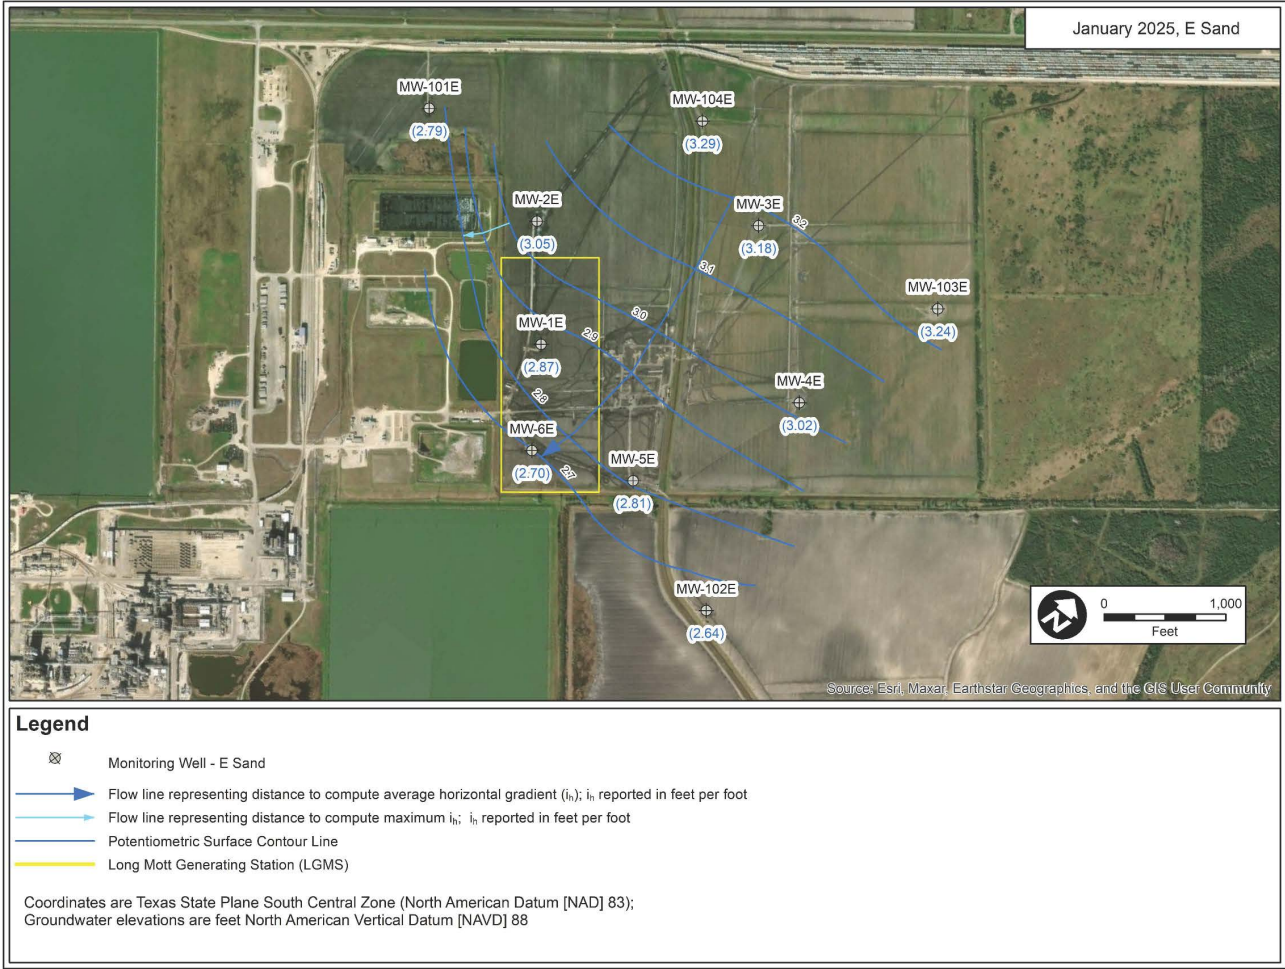 January 2025, E Sand
MW-101E
(2.79)
MW-104E
(3.29)
MW-2E
(3.05)
MW-3E
(3.18)
3.2
3.1
MW-103E
(3.24)
3.0
MW-1E
(2.87)
2.9
MW-4E
(3.02)
2.8
MW-6E
(2.70)
2.7
MW-5E
(2.81)
MW-102E
(2.64)
N
0 1,000
Feet
Source: Esri, Maxar, Earthstar Geographics, and the GIS User Community
Legend
Monitoring Well - E Sand
Flow line representing distance to compute average horizontal gradient (iₕ); iₕ reported in feet per foot
Flow line representing distance to compute maximum iₕ; iₕ reported in feet per foot
Potentiometric Surface Contour Line
Long Mott Generating Station (LGMS)
Coordinates are Texas State Plane South Central Zone (North American Datum [NAD] 83);
Groundwater elevations are feet North American Vertical Datum [NAVD] 88